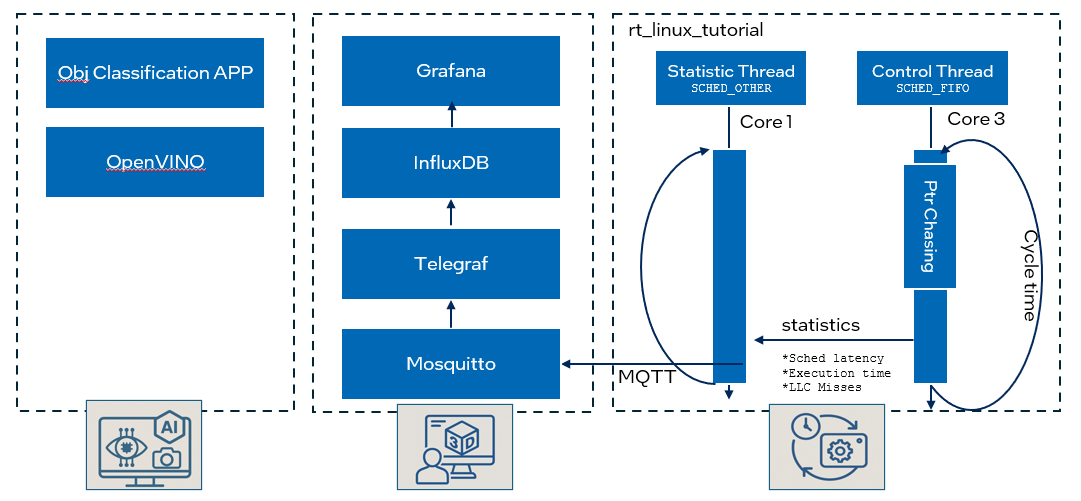 Obj Classification APP
OpenVINO
Grafana
InfluxDB
Telegraf
Mosquitto
rt_linux_tutorial
Statistic Thread
SCHED_OTHER
Core 1
Control Thread
SCHED_FIFO
Core 3
Ptr Chasing
Cycle time
statistics
*Sched latency
*Execution time
*LLC Misses
MQTT
AI
3D